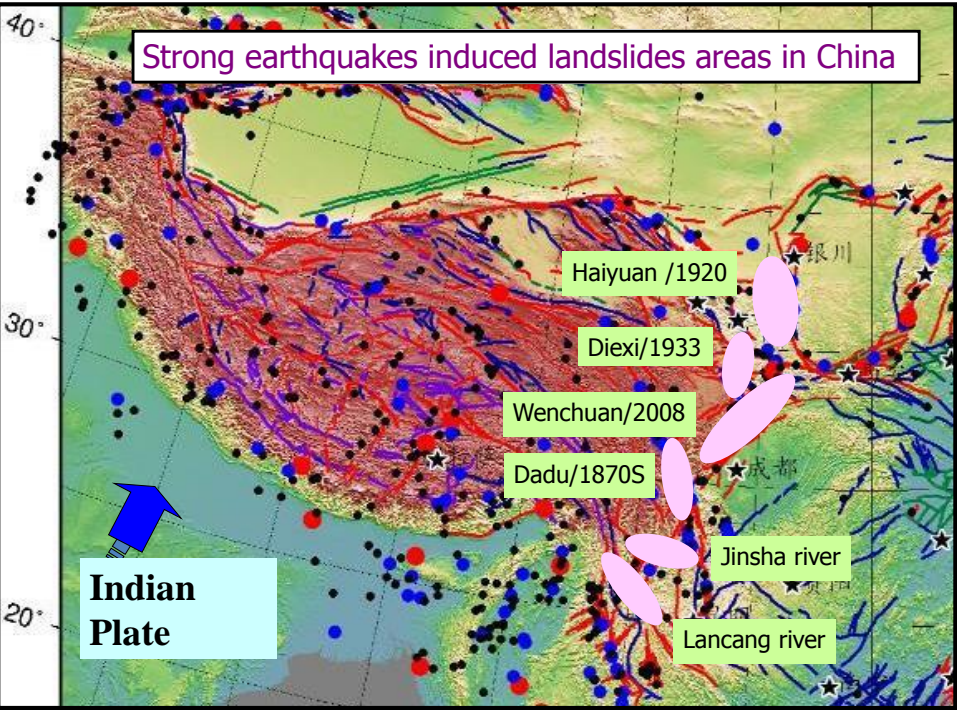 40°
Strong earthquakes induced landslides areas in China
银川
Haiyuan /1920
30°
Diexi/1933
Wenchuan/2008
成都
Dadu/1870S
Jinsha river
Indian
Plate
20°
Lancang river